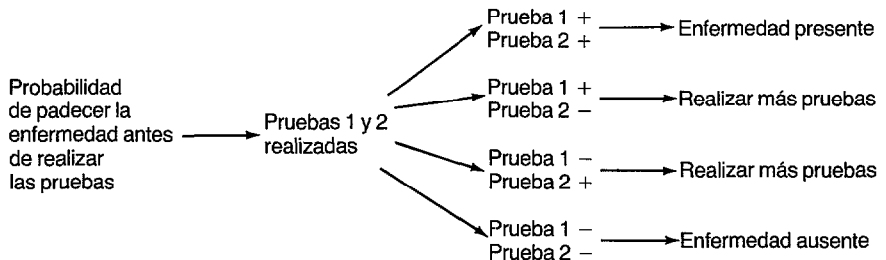 Probabilidad
de padecer la
enfermedad antes
de realizar
las pruebas
Pruebas 1 y 2
realizadas
Prueba 1 +
Prueba 2 +
Enfermedad presente
Prueba 1 +
Prueba 2 −
Realizar más pruebas
Prueba 1 −
Prueba 2 +
Realizar más pruebas
Prueba 1 −
Prueba 2 −
Enfermedad ausente